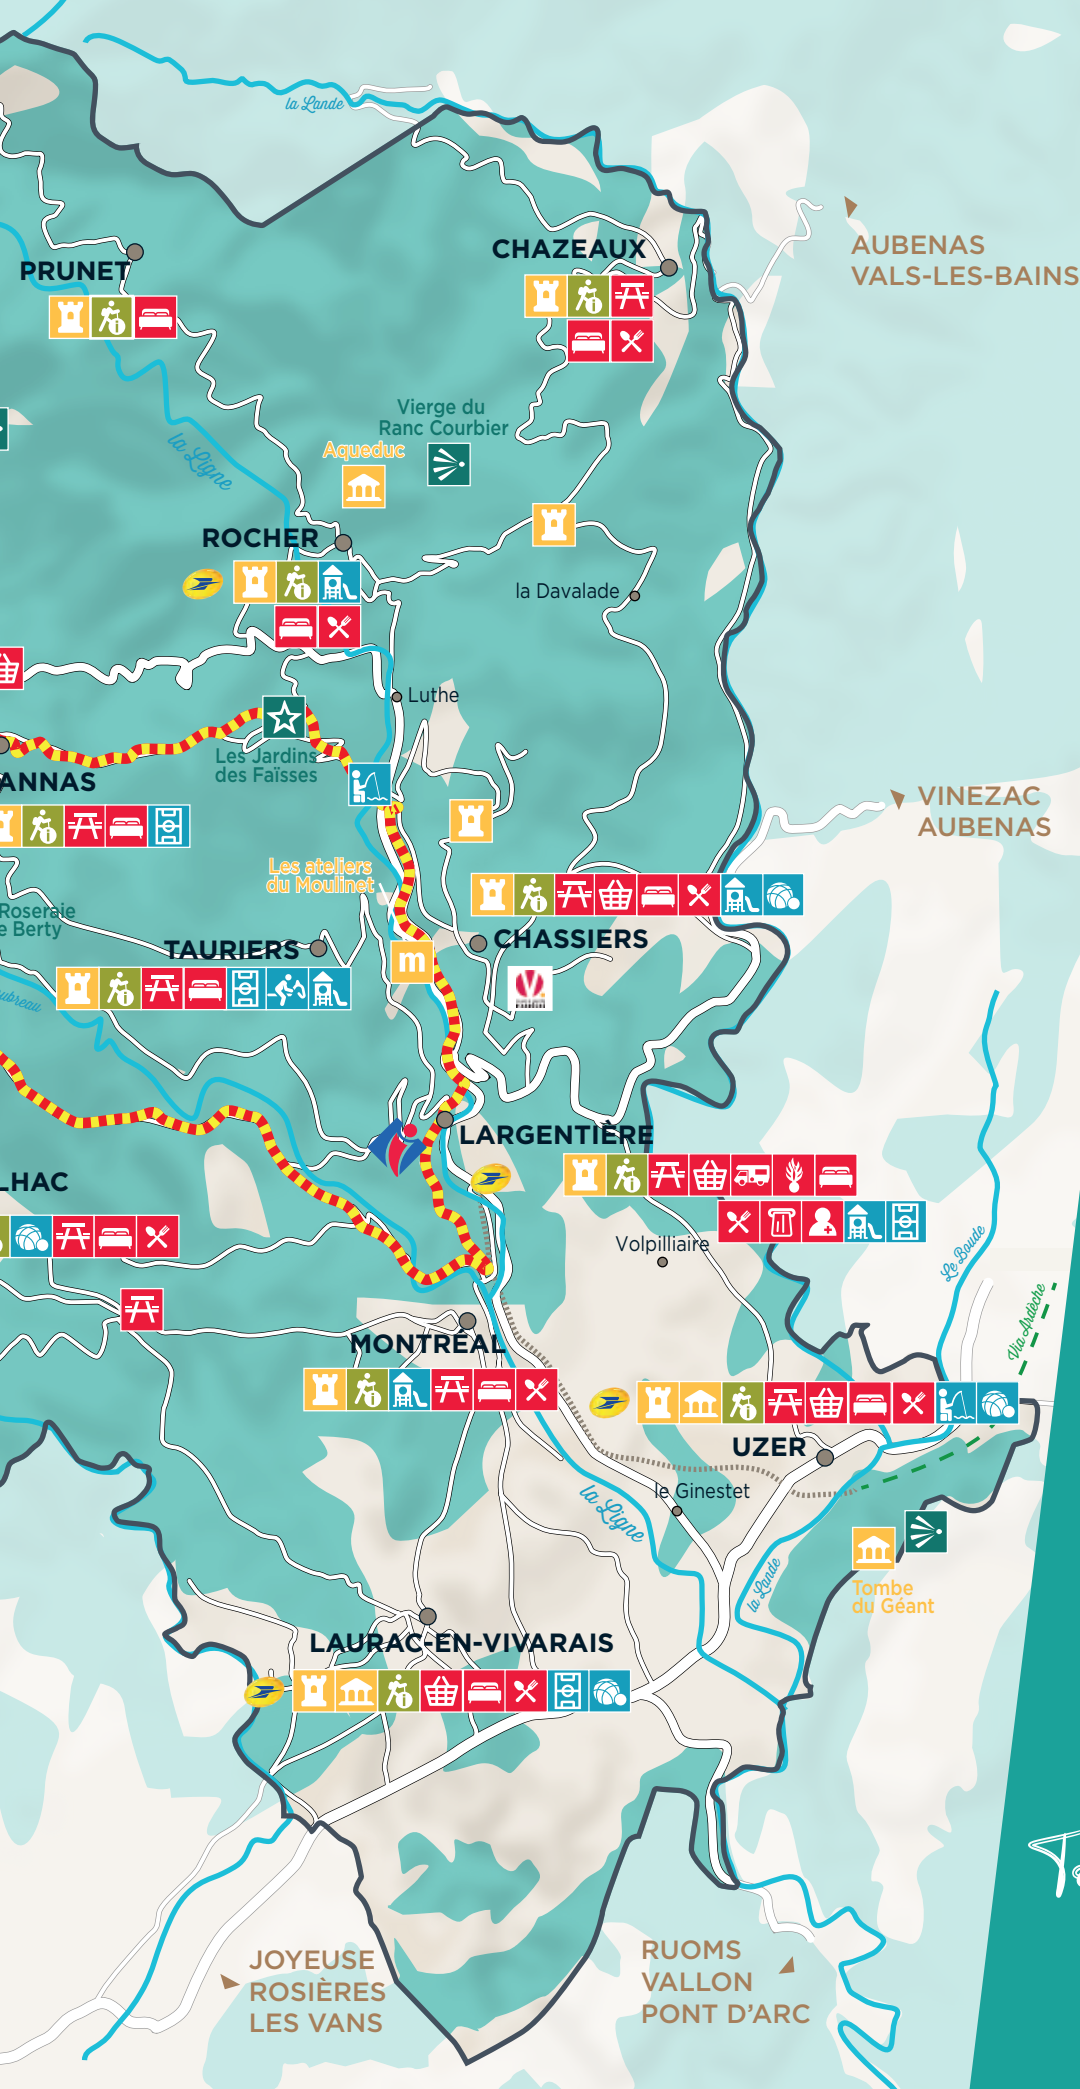 la Lande
CHAZEAUX
AUBENAS
VALS-LES-BAINS
PRUNET
Vierge du
Ranc Courbier
la Ligne
Aqueduc
ROCHER
la Davalade
Luthe
Les Jardins
des Faïsses
ANNAS
VINEZAC
AUBENAS
Les ateliers
du Moulinet
Roseraie
e Berty
TAURIERS
CHASSIERS
m
ubreau
LARGENTIÈRE
LHAC
Volpilliaire
Le Boude
Via Ardèche
MONTRÉAL
UZER
le Ginestet
la Ligne
la Lande
Tombe
du Géant
LAURAC-EN-VIVARAIS
JOYEUSE
ROSIÈRES
LES VANS
RUOMS
VALLON
PONT D'ARC